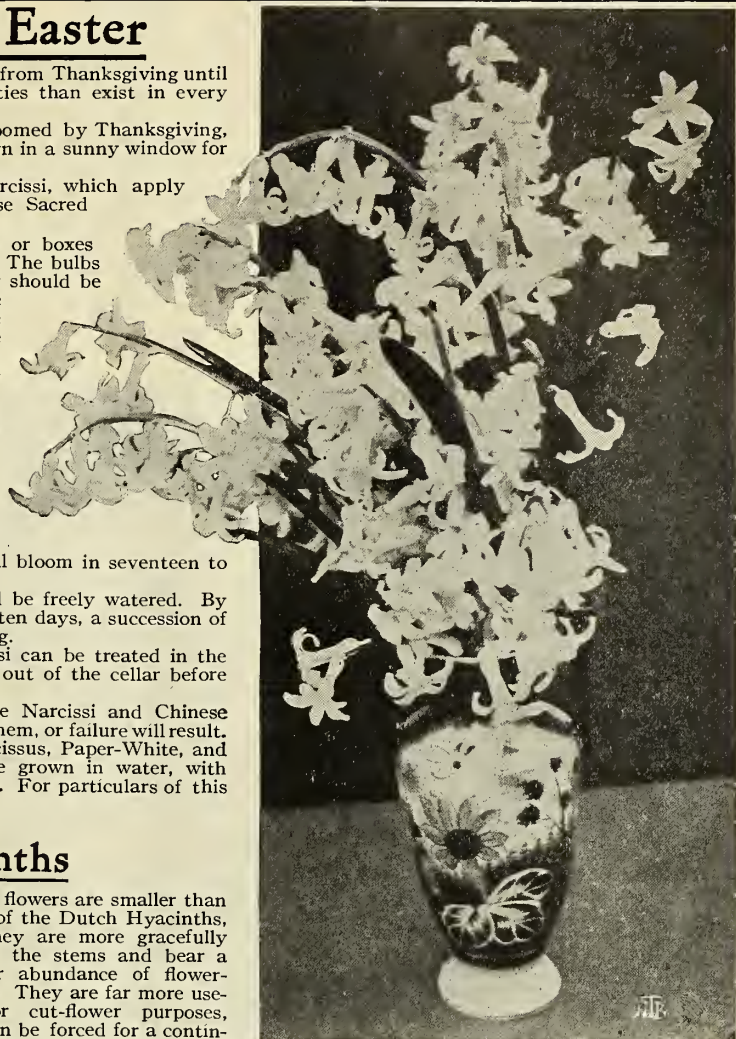 Easter
from Thanksgiving until
ties than exist in every
omed by Thanksgiving,
n in a sunny window for
rcissi, which apply
se Sacred
or boxes
The bulbs
should be
l bloom in seventeen to
l be freely watered. By
ten days, a succession of
g.
si can be treated in the
out of the cellar before
e Narcissi and Chinese
hem, or failure will result.
issus, Paper-White, and
e grown in water, with
. For particulars of this
nths
flowers are smaller than
of the Dutch Hyacinths,
hey are more gracefully
the stems and bear a
r abundance of flower-
They are far more use-
or cut-flower purposes,
n be forced for a contin-